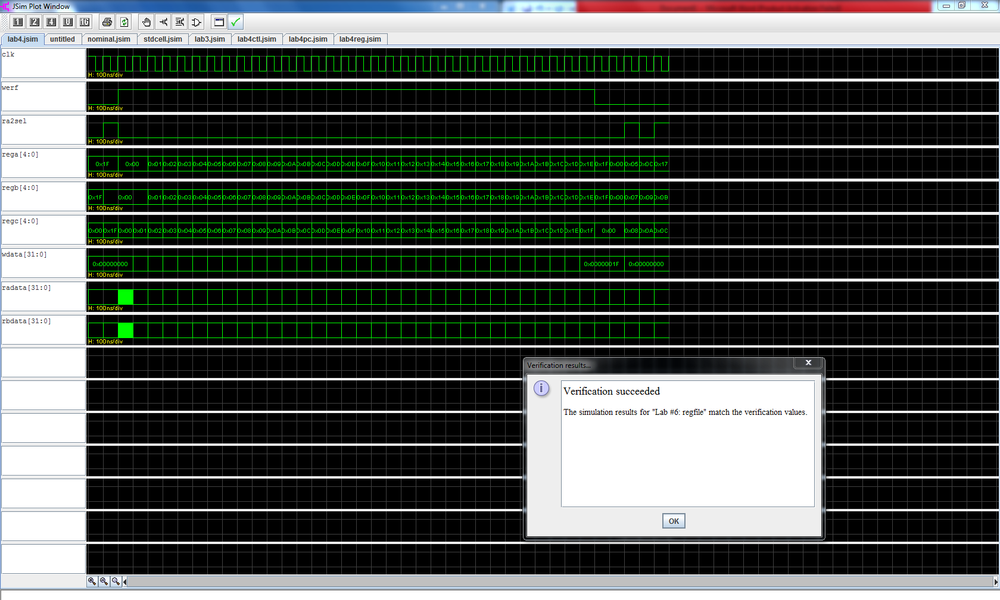 JSim Plot Window
lab4.jsim untitled nominal.jsim stdcell.jsim lab3.jsim lab4ctl.jsim lab4pc.jsim lab4reg.jsim
clk
H: 100ns/div
werf
H: 100ns/div
ra2sel
H: 100ns/div
rega[4:0]
0x1F 0x00 0x01 0x02 0x03 0x04 0x05 0x06 0x07 0x08 0x09 0x0A 0x0B 0x0C 0x0D 0x0E 0x0F 0x10 0x11 0x12 0x13 0x14 0x15 0x16 0x17 0x18 0x19 0x1A 0x1B 0x1C 0x1D 0x1E 0x1F 0x00 0x05 0x0C 0x17
H: 100ns/div
regb[4:0]
0x1F 0x00 0x01 0x02 0x03 0x04 0x05 0x06 0x07 0x08 0x09 0x0A 0x0B 0x0C 0x0D 0x0E 0x0F 0x10 0x11 0x12 0x13 0x14 0x15 0x16 0x17 0x18 0x19 0x1A 0x1B 0x1C 0x1D 0x1E 0x1F 0x00 0x07 0x09 0x0B
H: 100ns/div
regc[4:0]
0x00 0x1F 0x00 0x01 0x02 0x03 0x04 0x05 0x06 0x07 0x08 0x09 0x0A 0x0B 0x0C 0x0D 0x0E 0x0F 0x10 0x11 0x12 0x13 0x14 0x15 0x16 0x17 0x18 0x19 0x1A 0x1B 0x1C 0x1D 0x1E 0x1F 0x00 0x08 0x0A 0x0C
H: 100ns/div
wdata[31:0]
0x00000000 0x0000001F 0x00000000
H: 100ns/div
radata[31:0]
H: 100ns/div
rbdata[31:0]
H: 100ns/div
Verification results...
Verification succeeded
The simulation results for "Lab #6: regfile" match the verification values.
OK